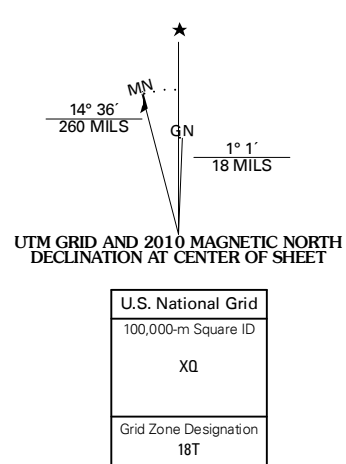 ★
MN
14° 36´
260 MILS
GN
1° 1´
18 MILS
UTM GRID AND 2010 MAGNETIC NORTH
DECLINATION AT CENTER OF SHEET
U.S. National Grid
100,000-m Square ID
XQ
Grid Zone Designation
18T